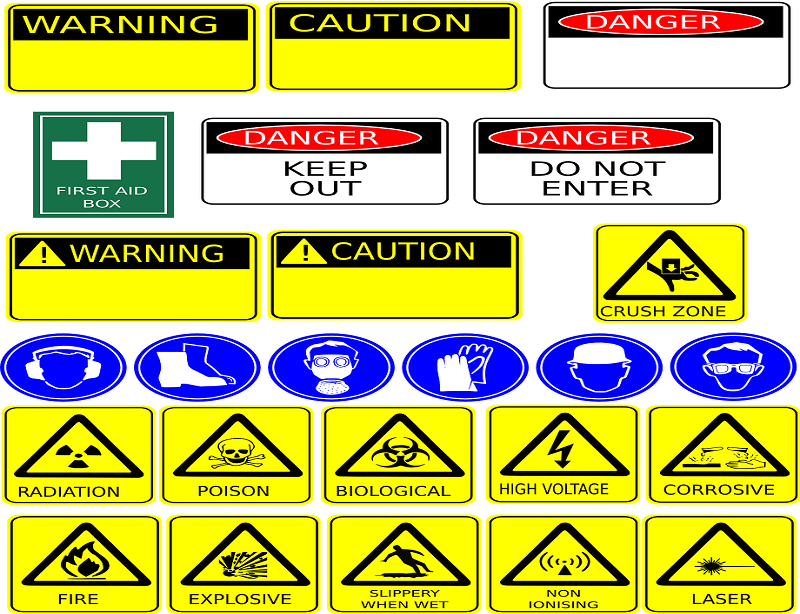 WARNING
CAUTION
DANGER
FIRST AID
BOX
DANGER
KEEP
OUT
DANGER
DO NOT
ENTER
WARNING
CAUTION
CRUSH ZONE
RADIATION
POISON
BIOLOGICAL
HIGH VOLTAGE
CORROSIVE
FIRE
EXPLOSIVE
SLIPPERY
WHEN WET
NON
IONISING
LASER